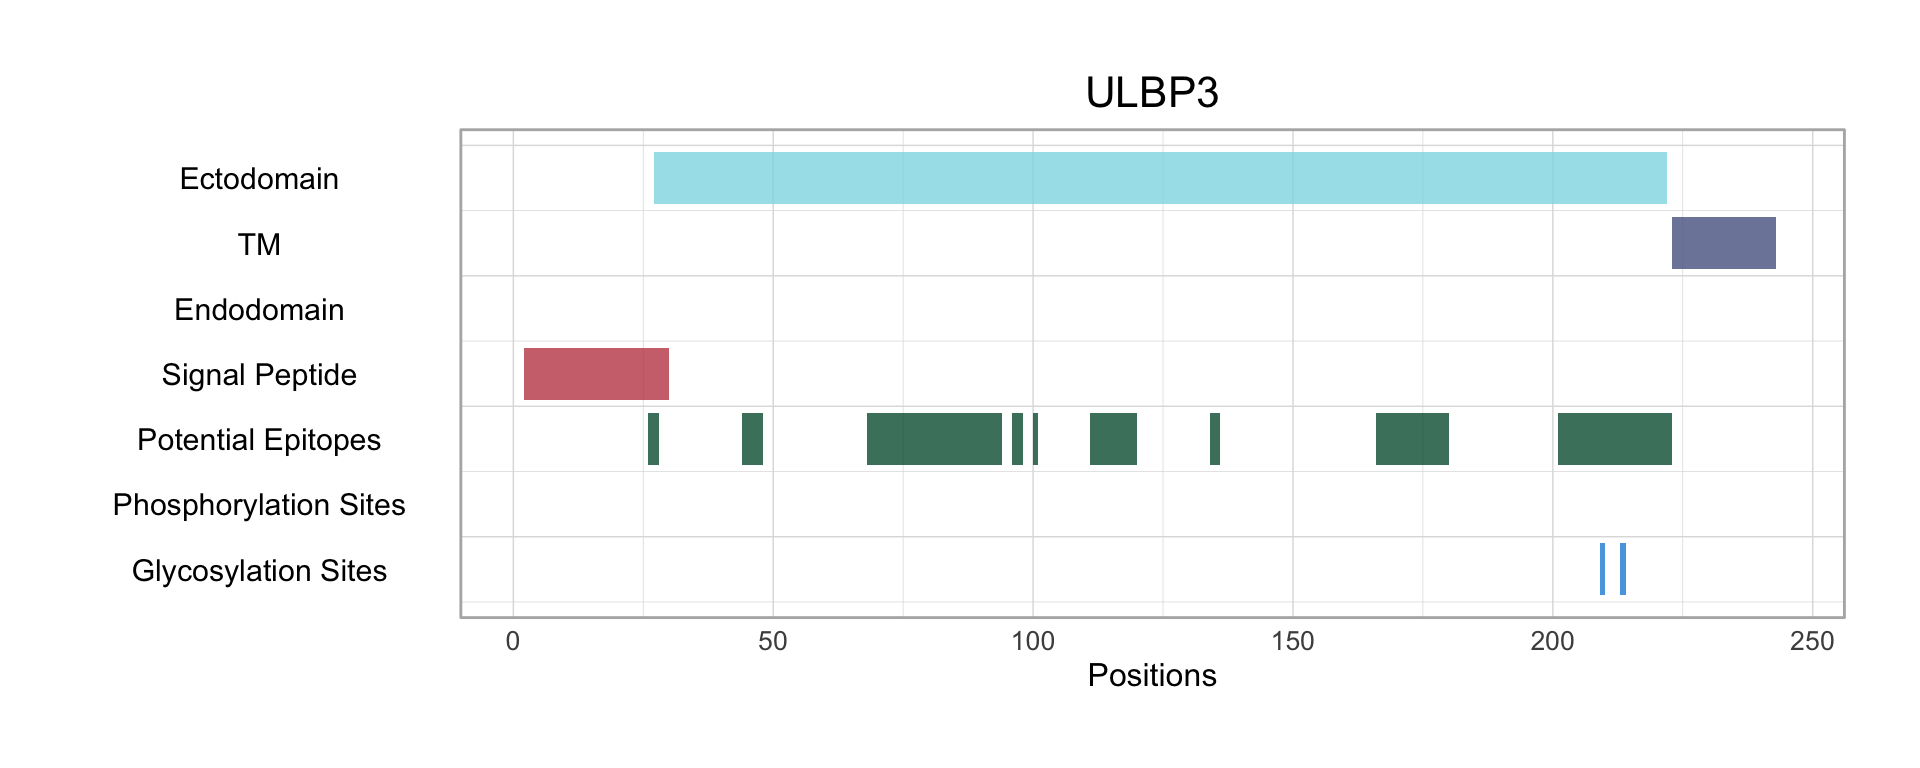 ULBP3
Ectodomain
TM
Endodomain
Signal Peptide
Potential Epitopes
Phosphorylation Sites
Glycosylation Sites
0 50 100 150 200 250
Positions